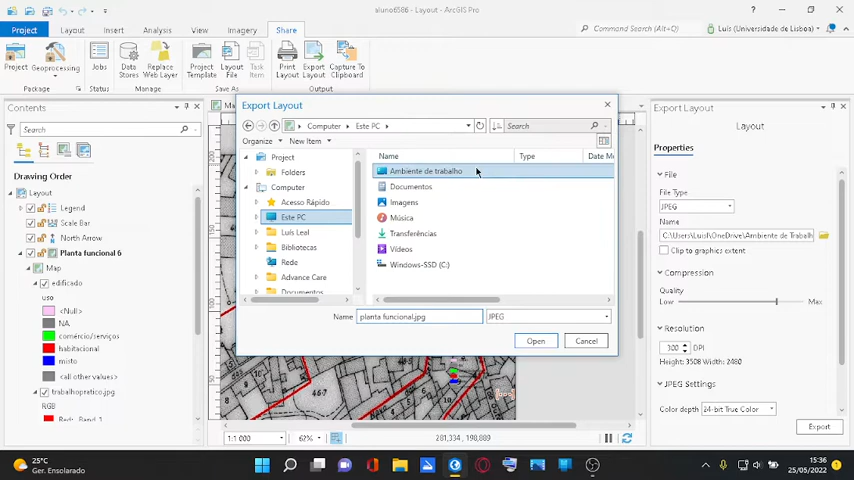 aluno6586 - Layout - ArcGIS Pro
Project Layout Insert Analysis View Imagery Share
Command Search (Alt+Q)
Luís (Universidade de Lisboa)
Project
Geoprocessing
Jobs
Data Stores
Replace Web Layer
Project Template
Layout File
Task Item
Print Layout
Export Layout
Capture To Clipboard
Package Status Manage Save As Output
Contents
Search
Drawing Order
Layout
Legend
Scale Bar
North Arrow
Planta funcional 6
Map
edificado
uso
<Null>
NA
comércio/serviços
habitacional
misto
<all other values>
trabalhopratico.jpg
RGB
Red: Band_1
Export Layout
Computer Este PC
Search
Organize New Item
Project
Folders
Computer
Acesso Rápido
Este PC
Luís Leal
Bibliotecas
Rede
Advance Care
Documentos
Name Type Date Mo
Ambiente de trabalho
Documentos
Imagens
Música
Transferências
Vídeos
Windows-SSD (C:)
Name planta funcional.jpg JPEG
Open Cancel
1:1 000 62% 281,334 , 198,889
Export Layout
Layout
Properties
File
File Type
JPEG
Name
C:\Users\Luisl\OneDrive\Ambiente de Trabalh
Clip to graphics extent
Compression
Quality
Low Max
Resolution
300 DPI
Height: 3508 Width: 2480
JPEG Settings
Color depth 24-bit True Color
Export
25°C
Ger. Ensolarado
15:36
25/05/2022